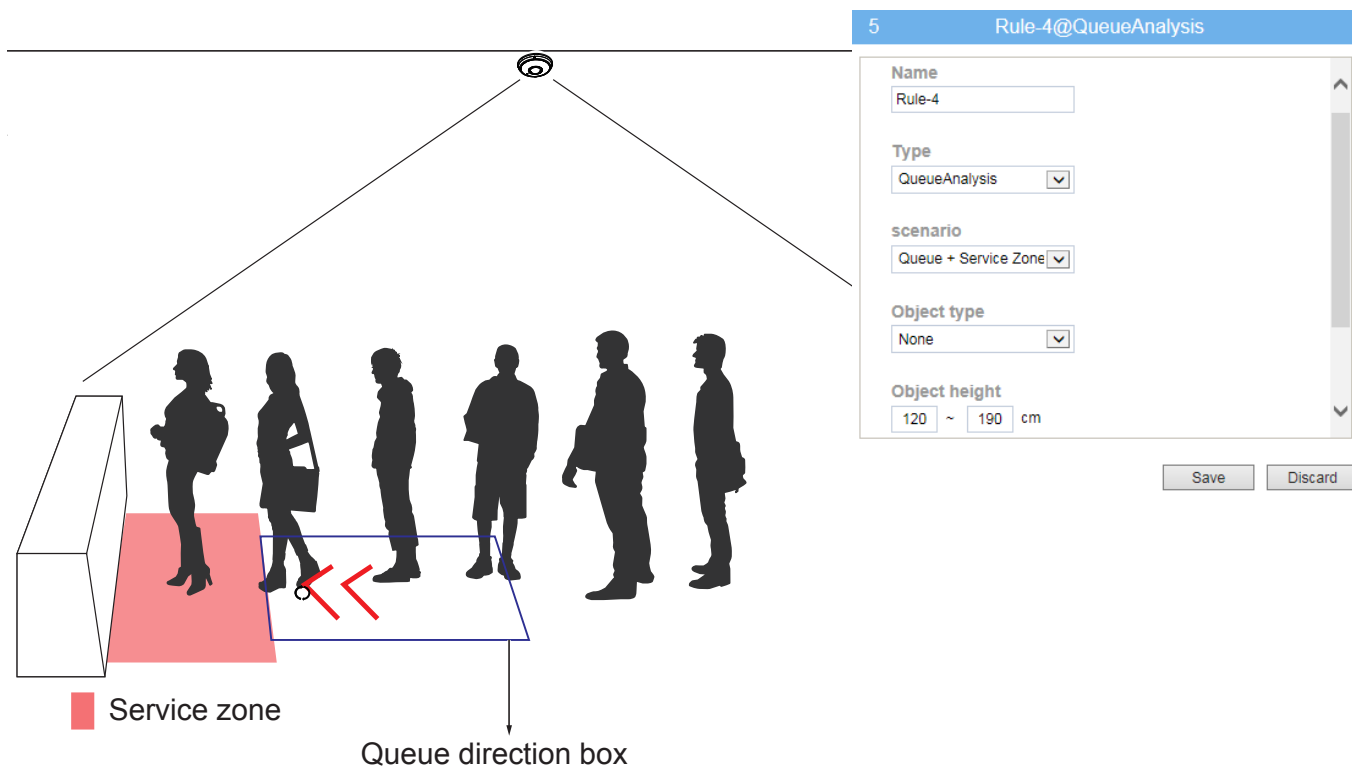 5 Rule-4@QueueAnalysis
Name
Rule-4
Type
QueueAnalysis
scenario
Queue + Service Zone
Object type
None
Object height
120 ~ 190 cm
Save Discard
Service zone
Queue direction box